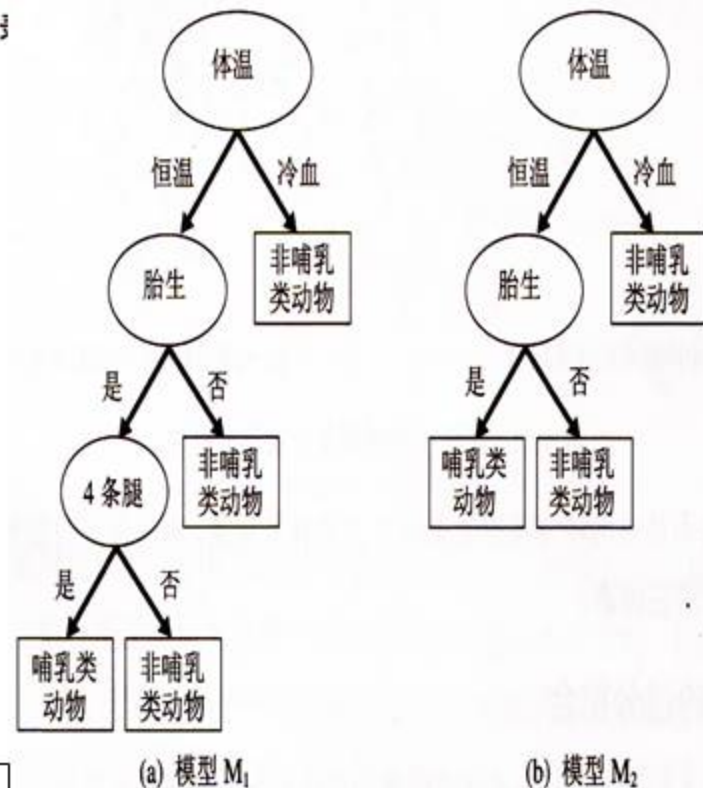 体温
恒温
冷血
胎生
非哺乳
类动物
是
否
4条腿
非哺乳
类动物
是
否
哺乳类
动物
非哺乳
类动物
(a) 模型 M₁
体温
恒温
冷血
胎生
非哺乳
类动物
是
否
哺乳类
动物
非哺乳
类动物
(b) 模型 M₂